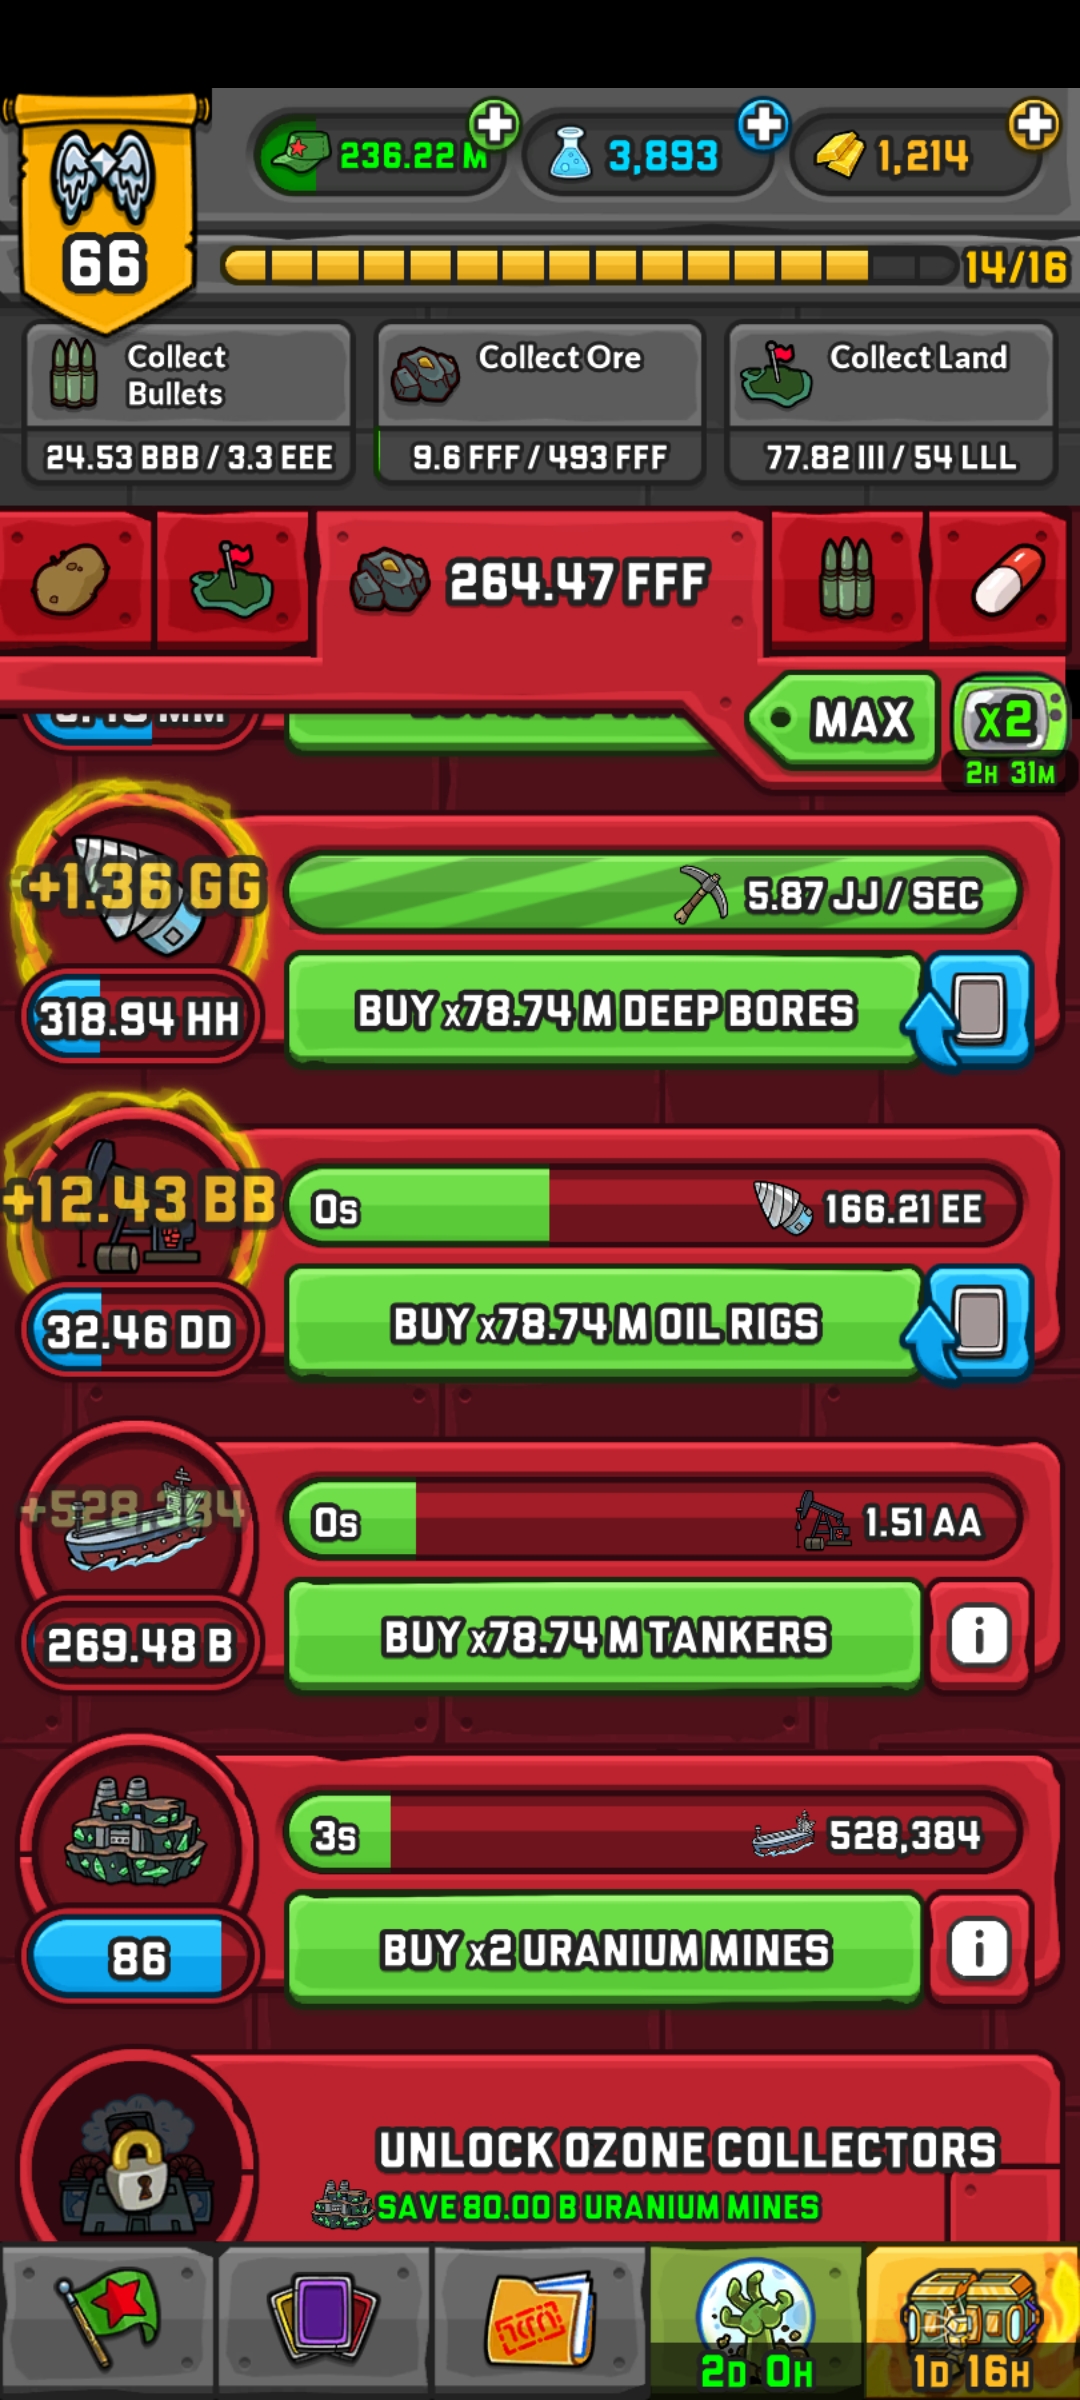 236.22 M
3,893
1,214
66
14/16
Collect Bullets
24.53 BBB / 3.3 EEE
Collect Ore
9.6 FFF / 493 FFF
Collect Land
77.82 III / 54 LLL
264.47 FFF
MAX
x2
2H 31M
+1.36 GG
5.87 JJ / SEC
318.94 HH
BUY x78.74 M DEEP BORES
+12.43 BB
0s
166.21 EE
32.46 DD
BUY x78.74 M OIL RIGS
+528,384
0s
1.51 AA
269.48 B
BUY x78.74 M TANKERS
i
3s
528,384
86
BUY x2 URANIUM MINES
i
UNLOCK OZONE COLLECTORS
SAVE 80.00 B URANIUM MINES
2D 0H
1D 16H